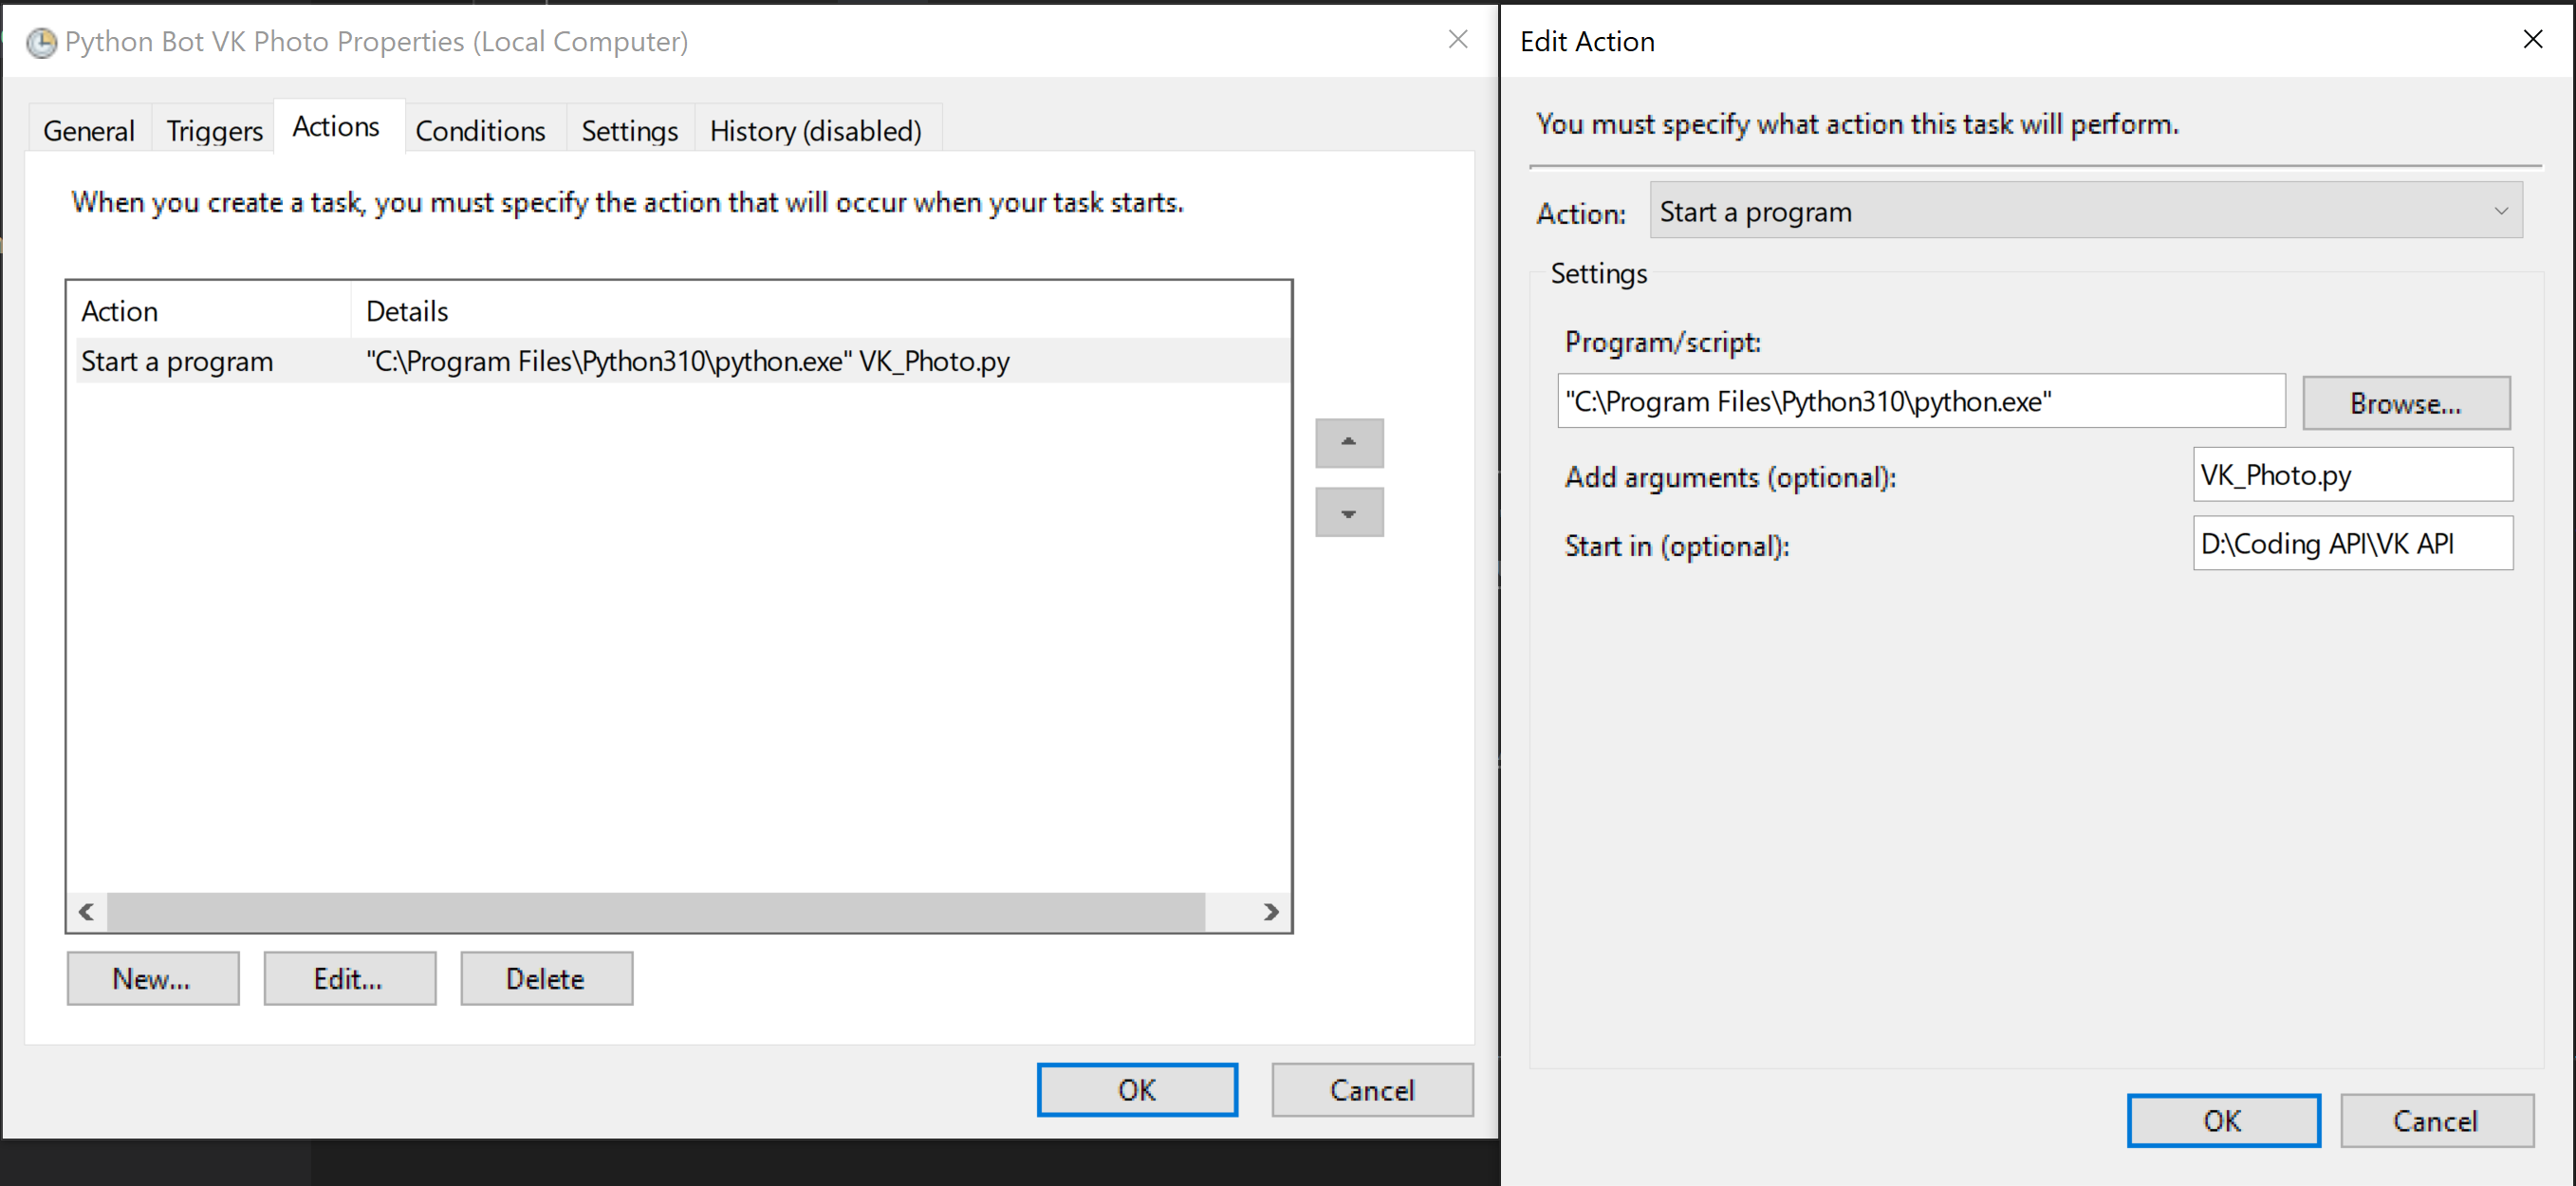 Python Bot VK Photo Properties (Local Computer)
General Triggers Actions Conditions Settings History (disabled)
When you create a task, you must specify the action that will occur when your task starts.
Action Details
Start a program "C:\Program Files\Python310\python.exe" VK_Photo.py
New... Edit... Delete
OK Cancel
Edit Action
You must specify what action this task will perform.
Action: Start a program
Settings
Program/script:
"C:\Program Files\Python310\python.exe" Browse...
Add arguments (optional): VK_Photo.py
Start in (optional): D:\Coding API\VK API
OK Cancel